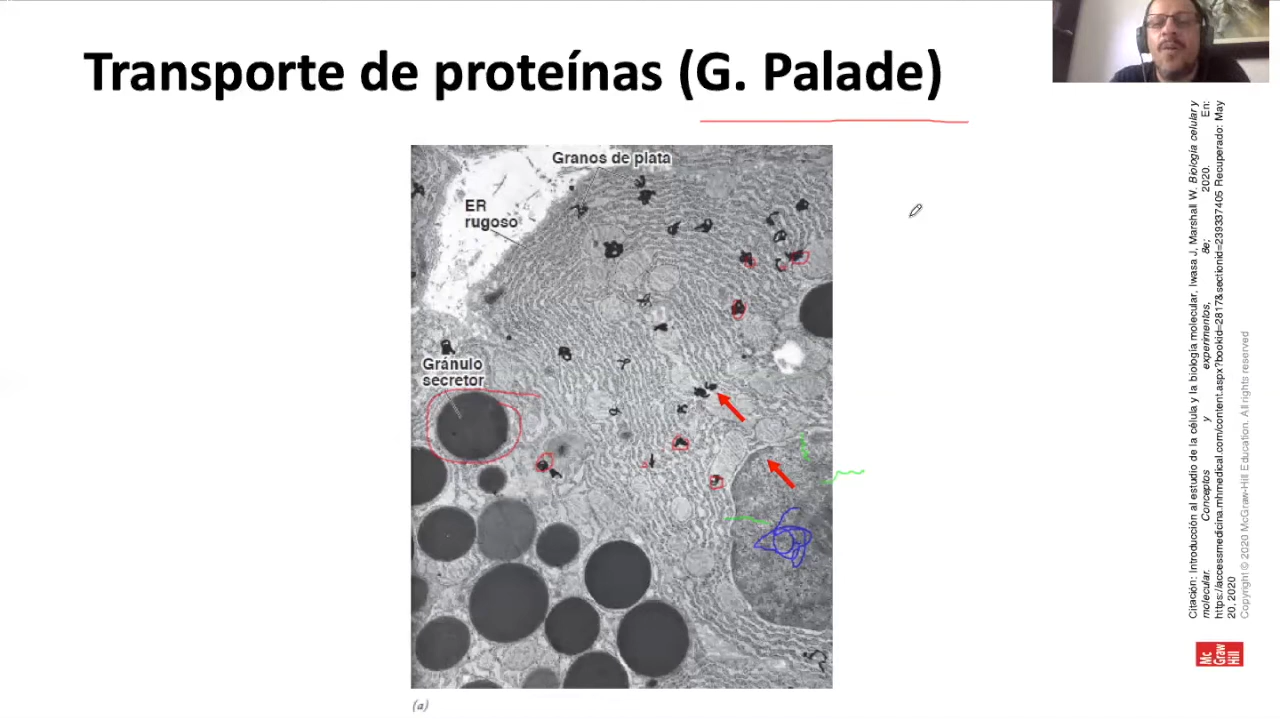 Transporte de proteínas (G. Palade)
Granos de plata
ER
rugoso
Gránulo
secretor
(a)
Citación: Introducción al estudio de la célula y la biología molecular, Iwasa J, Marshall W. Biología celular y
molecular. Conceptos y experimentos, 8e; 2020. En:
https://accessmedicina.mhmedical.com/content.aspx?bookid=2817&sectionid=239337405 Recuperado: May
20, 2020
Copyright © 2020 McGraw-Hill Education. All rights reserved
Mc
Graw
Hill